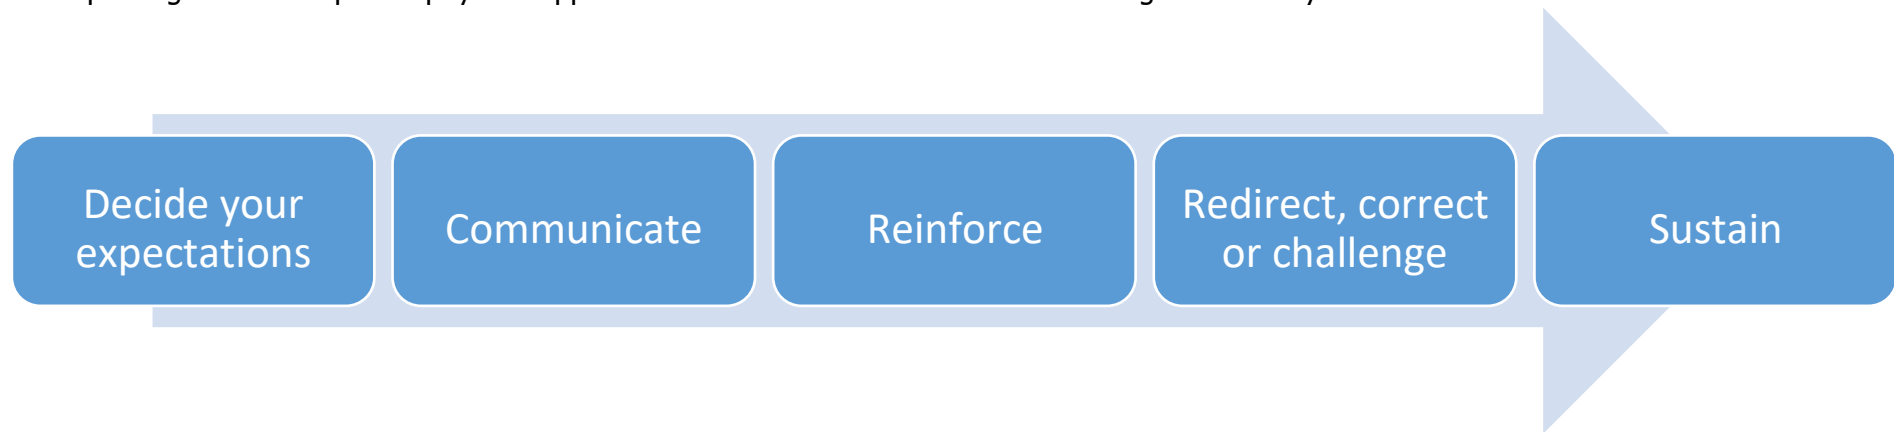 Decide your
expectations
Communicate
Reinforce
Redirect, correct
or challenge
Sustain